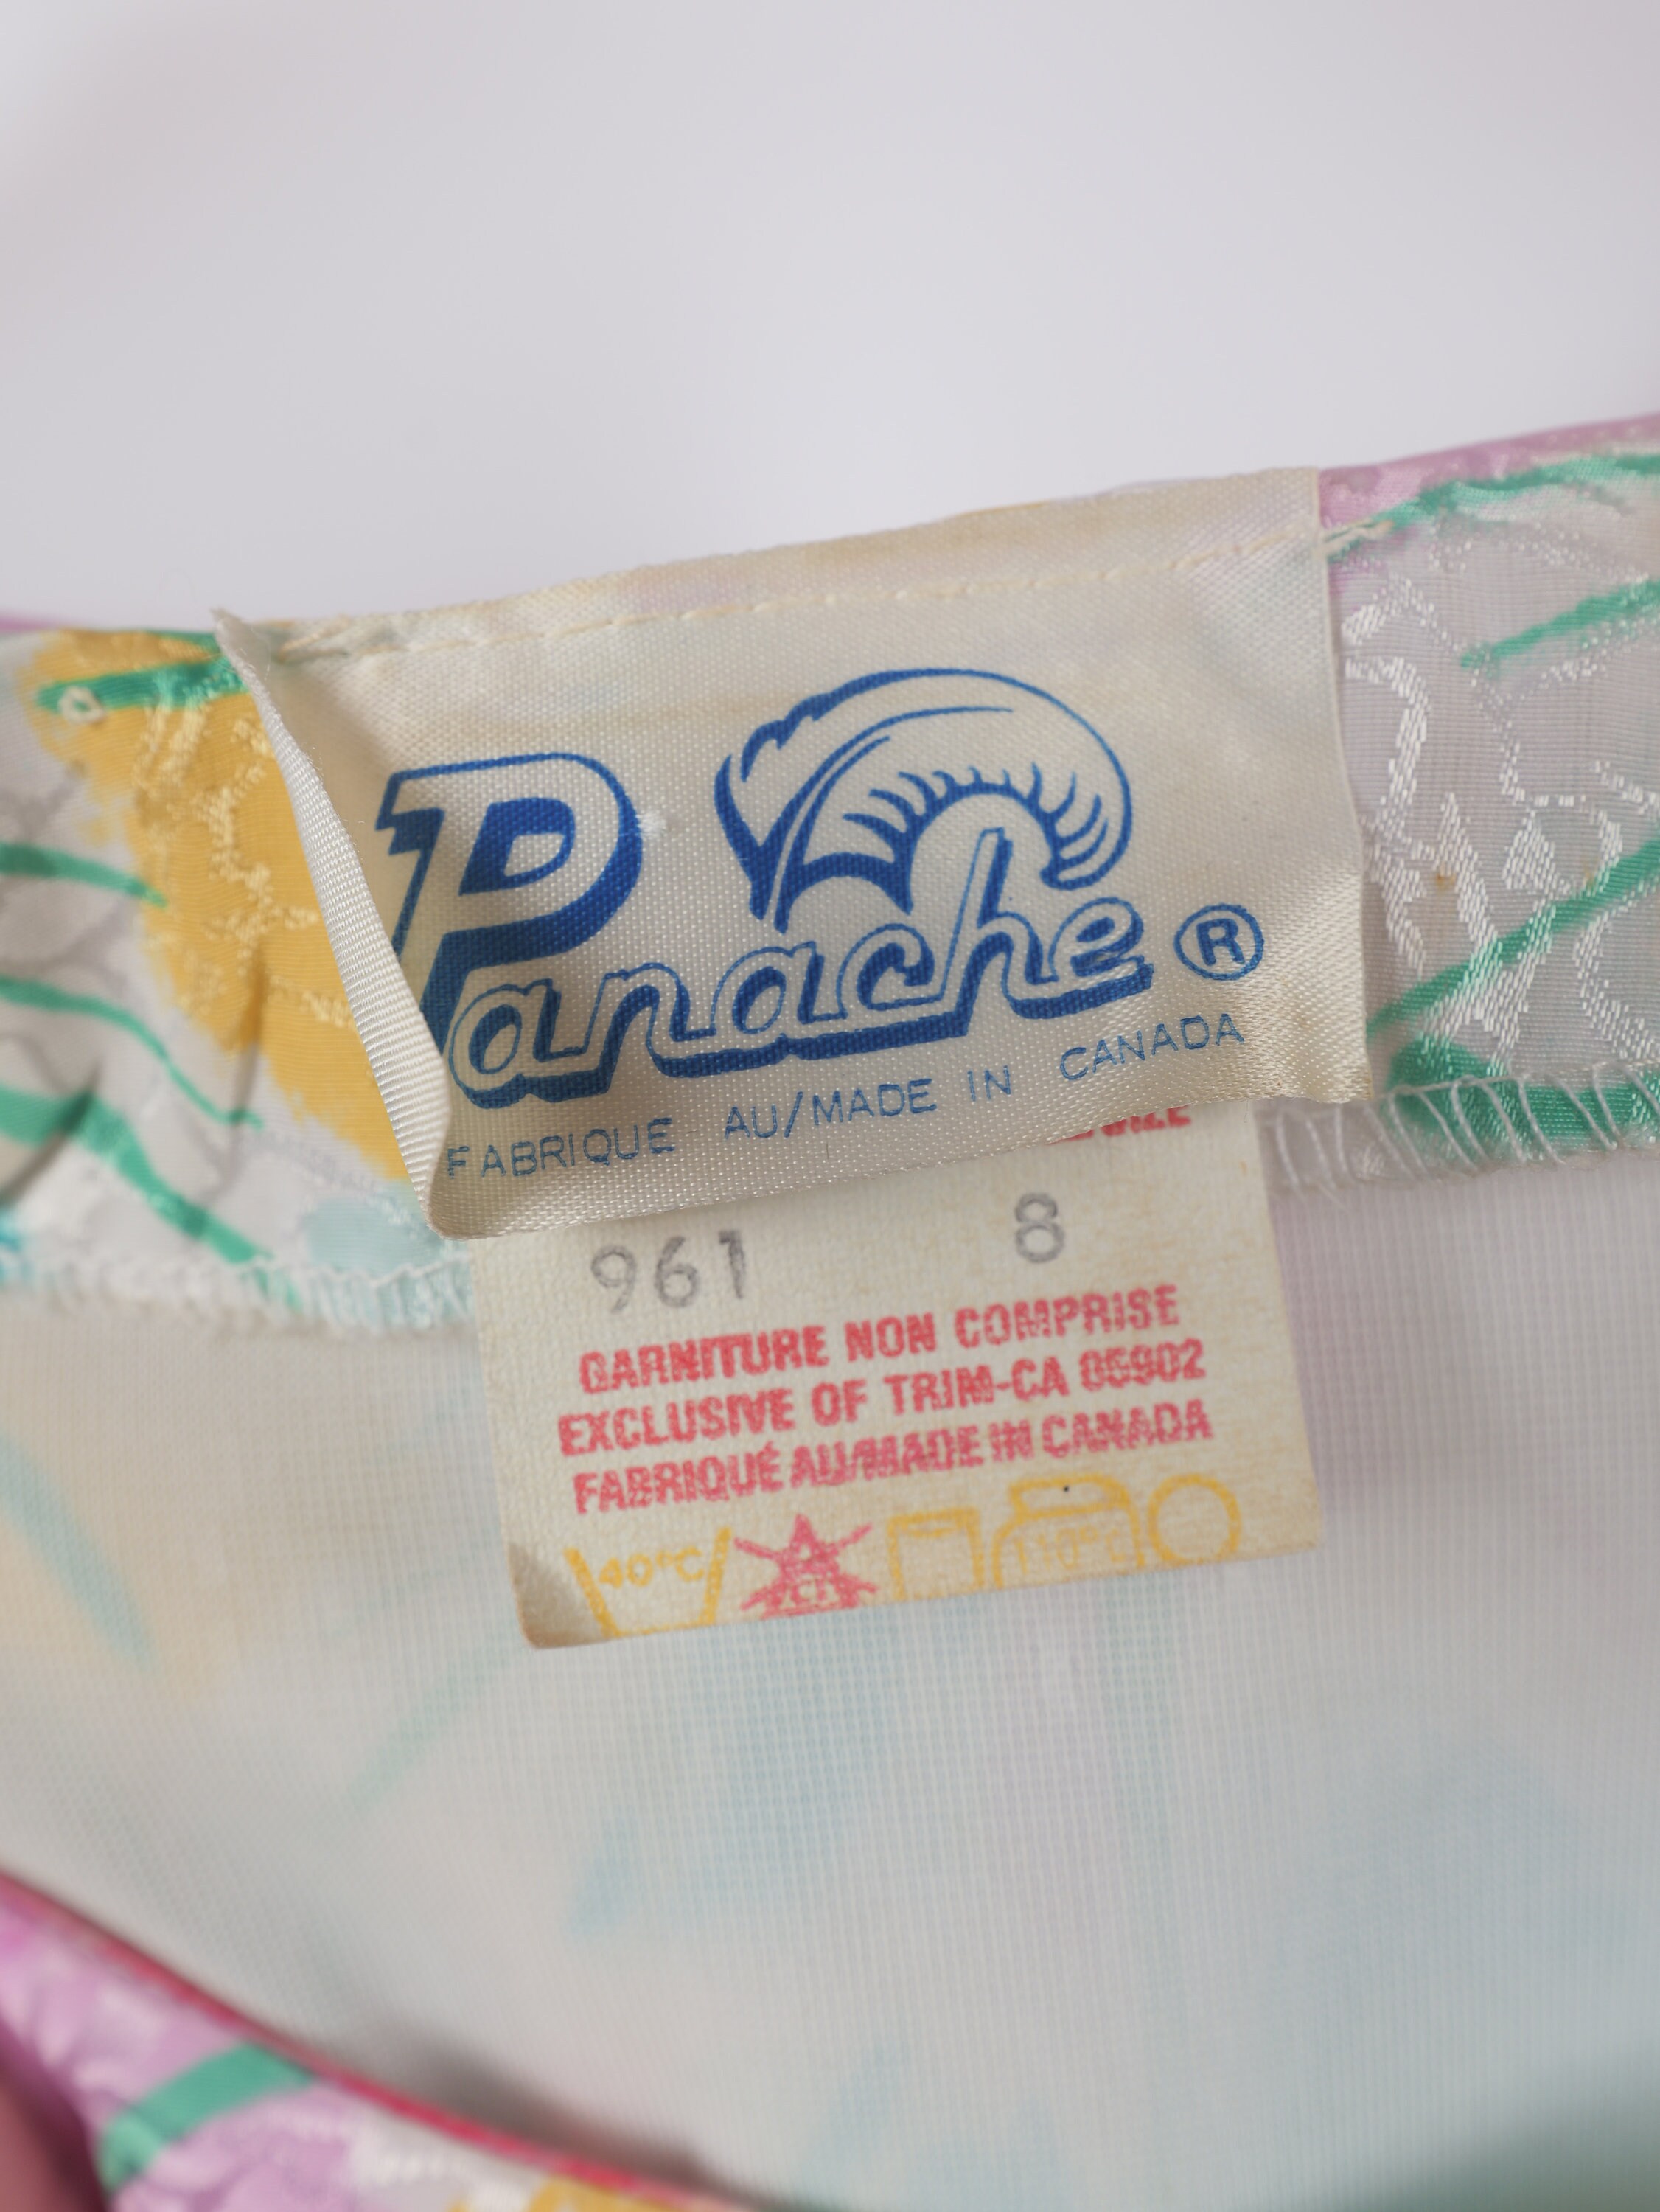 Panache ®
FABRIQUE AU/MADE IN CANADA
961 8
GARNITURE NON COMPRISE
EXCLUSIVE OF TRIM-CA 05902
FABRIQUÉ AU/MADE IN CANADA
40°C CL 110°C